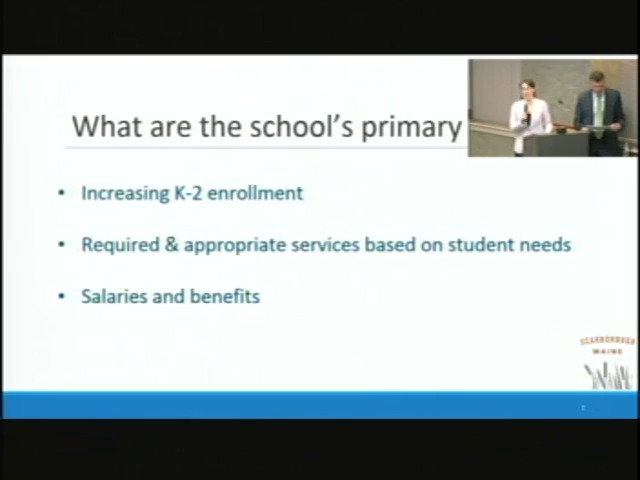 What are the school's primary
• Increasing K-2 enrollment
• Required & appropriate services based on student needs
• Salaries and benefits
SCARBOROUGH
MAINE
7